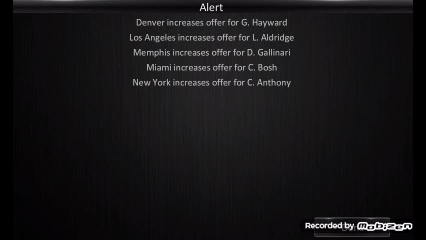 Alert
Denver increases offer for G. Hayward
Los Angeles increases offer for L. Aldridge
Memphis increases offer for D. Gallinari
Miami increases offer for C. Bosh
New York increases offer for C. Anthony
Recorded by Mobizen